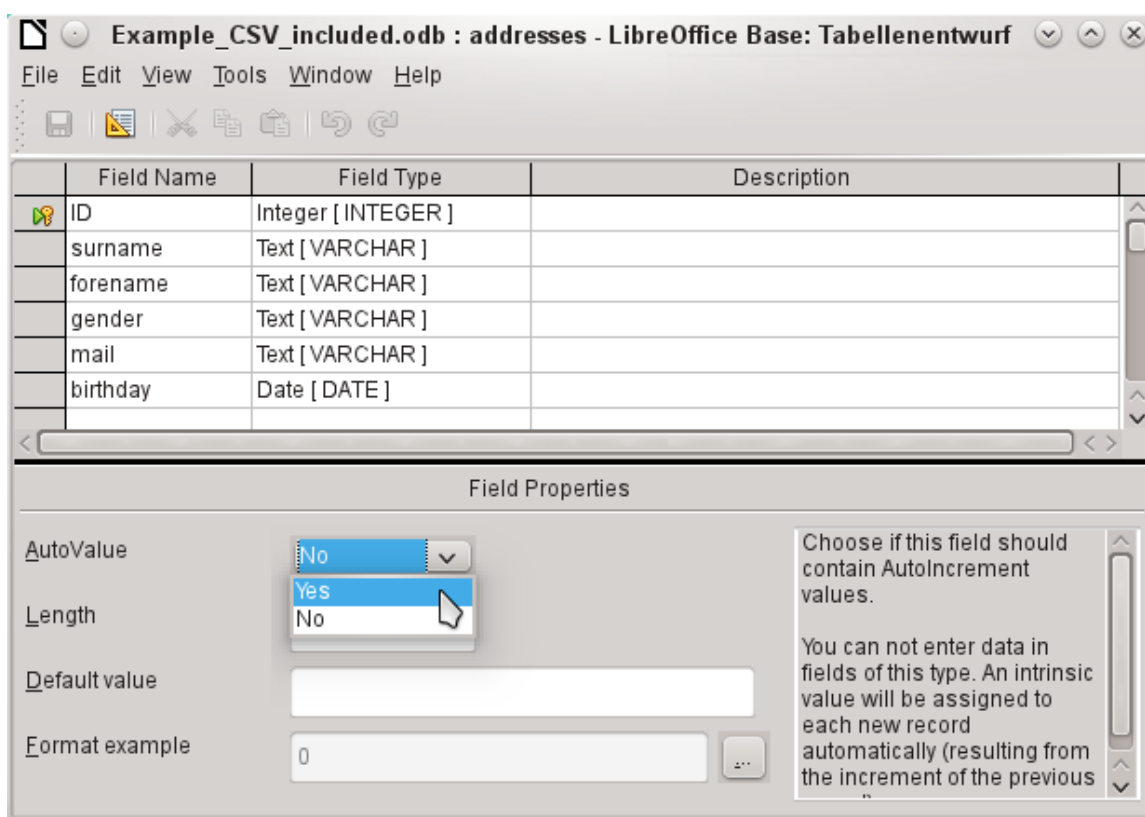 Example_CSV_included.odb : addresses - LibreOffice Base: Tabellenentwurf
File Edit View Tools Window Help
Field Name Field Type Description
ID Integer [ INTEGER ]
surname Text [ VARCHAR ]
forename Text [ VARCHAR ]
gender Text [ VARCHAR ]
mail Text [ VARCHAR ]
birthday Date [ DATE ]
Field Properties
AutoValue No
Yes
No
Length
Default value
Format example 0 ...
Choose if this field should
contain AutoIncrement
values.
You can not enter data in
fields of this type. An intrinsic
value will be assigned to
each new record
automatically (resulting from
the increment of the previous